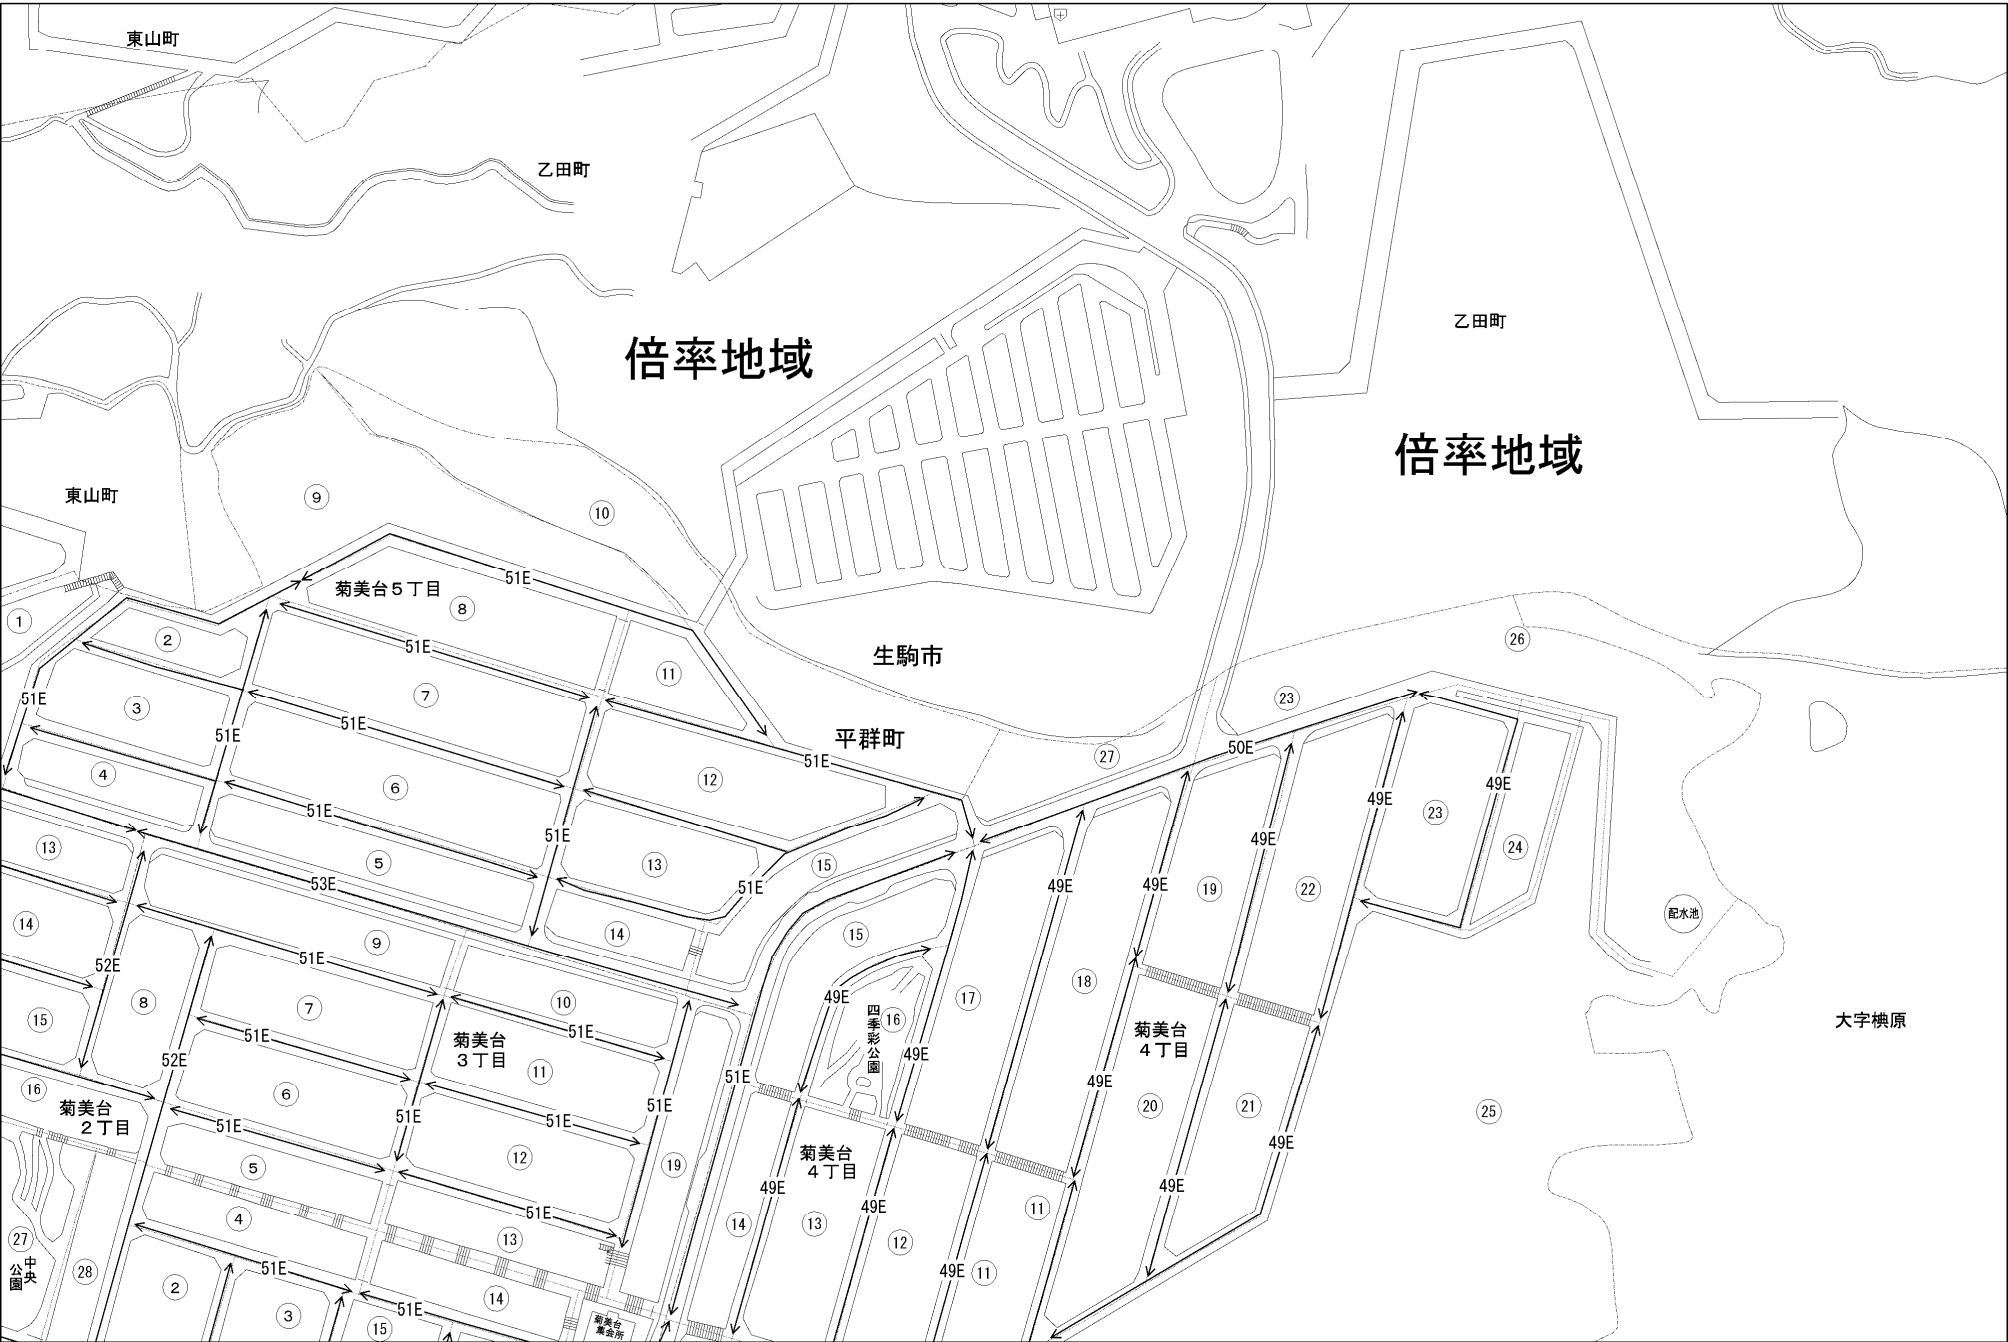 東山町
乙田町
乙田町
倍率地域
倍率地域
東山町
⑨
⑩
51E
菊美台5丁目
⑧
①
②
51E
生駒市
㉖
⑪
51E
⑦
③
51E
51E
51E
平群町
㉓
㉗
50E
51E
④
⑥
⑫
49E
49E
51E
51E
49E
㉓
㉔
⑬
⑤
⑬
⑮
53E
51E
49E
49E
⑲
㉒
配水池
⑭
⑨
⑭
⑮
51E
52E
⑧
⑦
⑩
49E
⑰
⑱
⑮
51E
51E
四季彩公園
⑯
菊美台
3丁目
菊美台
4丁目
大字椣原
52E
51E
⑪
51E
49E
49E
⑯
⑥
51E
51E
51E
⑳
㉑
㉕
菊美台
2丁目
51E
⑫
49E
菊美台
4丁目
⑤
⑲
49E
49E
49E
④
51E
⑬
⑭
⑬
⑫
⑪
㉗
中央
公園
㉘
51E
②
③
51E
⑭
⑮
49E
⑪
菊美台
集会所